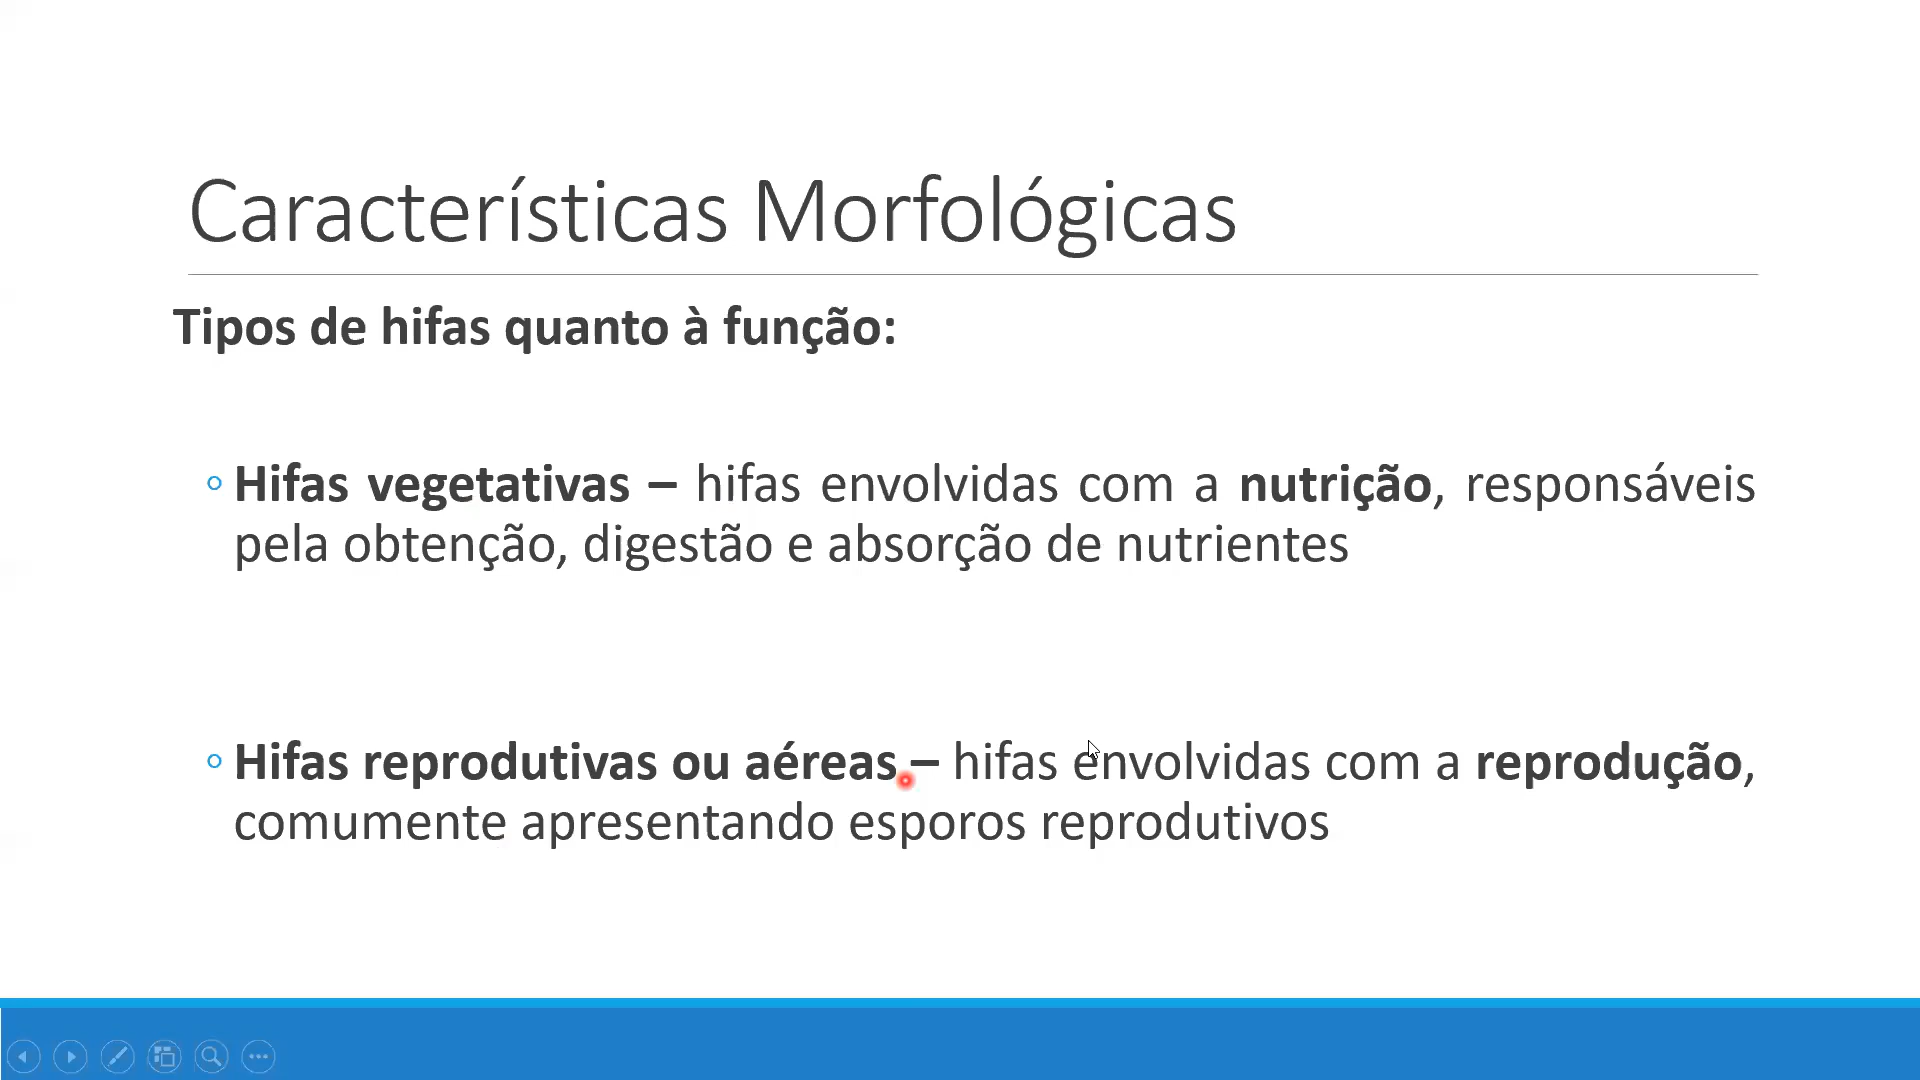 Características Morfológicas
Tipos de hifas quanto à função:
Hifas vegetativas – hifas envolvidas com a nutrição, responsáveis
pela obtenção, digestão e absorção de nutrientes
Hifas reprodutivas ou aéreas – hifas envolvidas com a reprodução,
comumente apresentando esporos reprodutivos